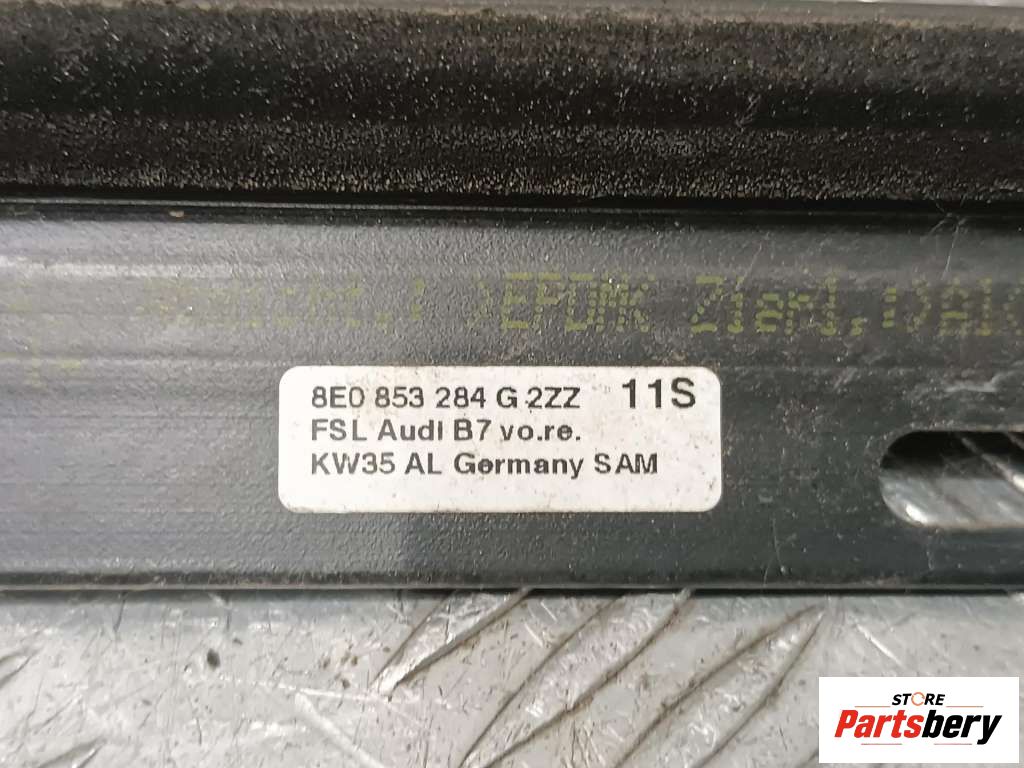 8E0 853 284 G 2ZZ 11S
FSL Audi B7 vo.re.
KW35 AL Germany SAM
STORE
Partsbery